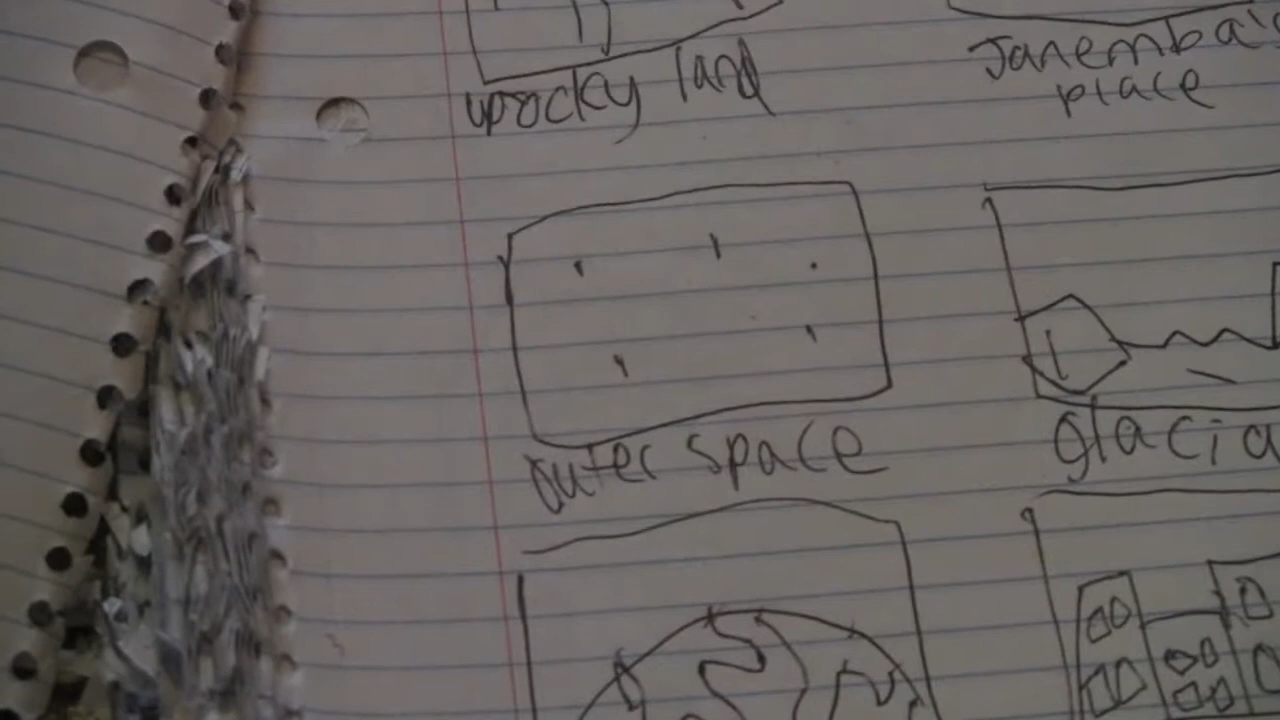 rocky land
Janemba's
place
outer space
glacia